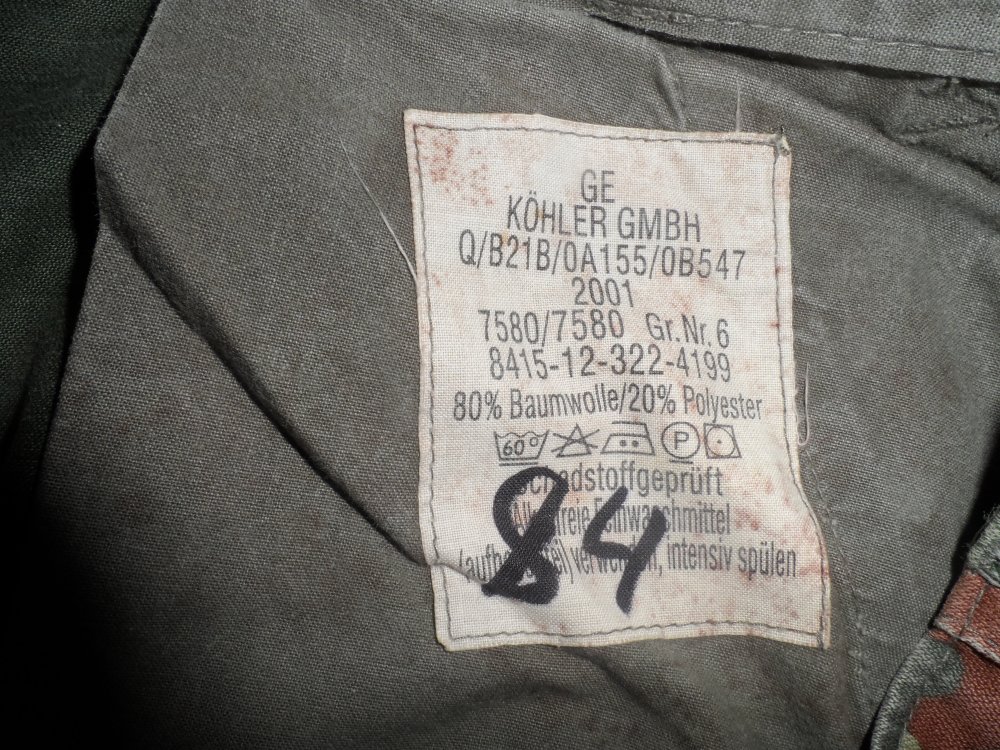 GE
KÖHLER GMBH
Q/B21B/0A155/0B547
2001
7580/7580 Gr.Nr.6
8415-12-322-4199
80% Baumwolle/20% Polyester
60 P
Schadstoffgeprüft
84
intensiv spülen